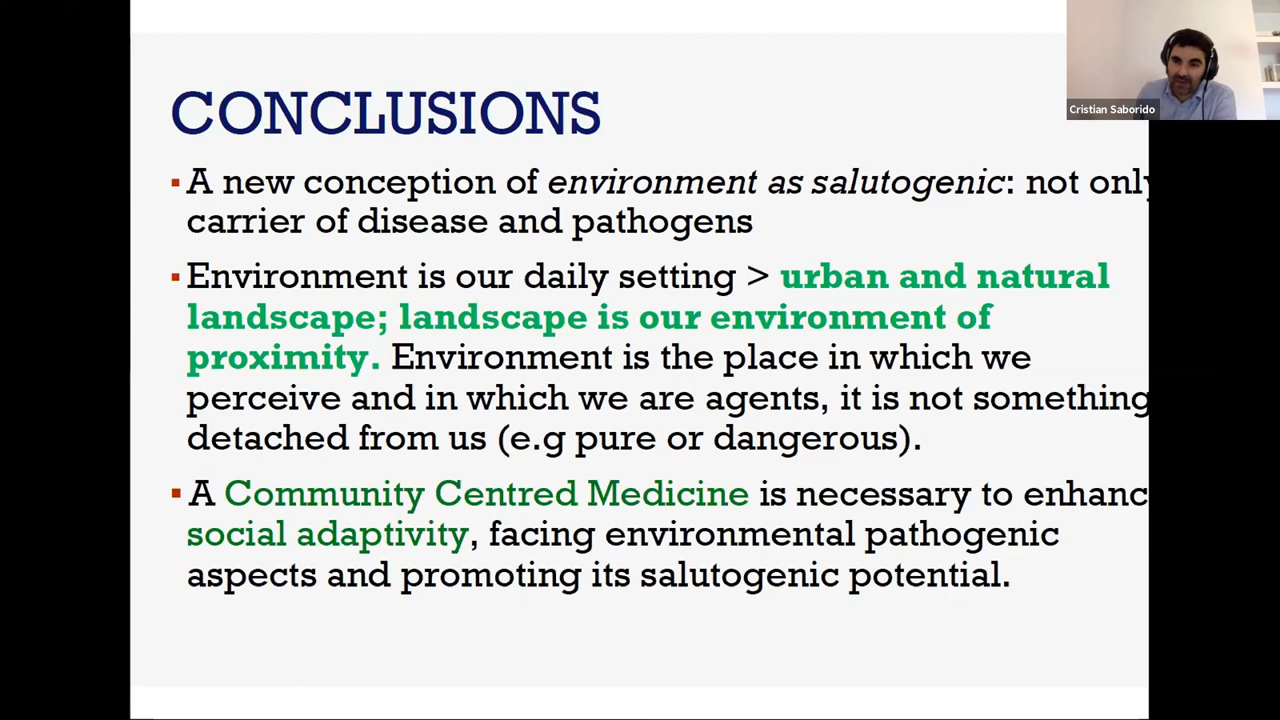 CONCLUSIONS
Cristian Saborido
▪A new conception of environment as salutogenic: not only
carrier of disease and pathogens
▪Environment is our daily setting > urban and natural
landscape; landscape is our environment of
proximity. Environment is the place in which we
perceive and in which we are agents, it is not something
detached from us (e.g pure or dangerous).
▪A Community Centred Medicine is necessary to enhanc
social adaptivity, facing environmental pathogenic
aspects and promoting its salutogenic potential.